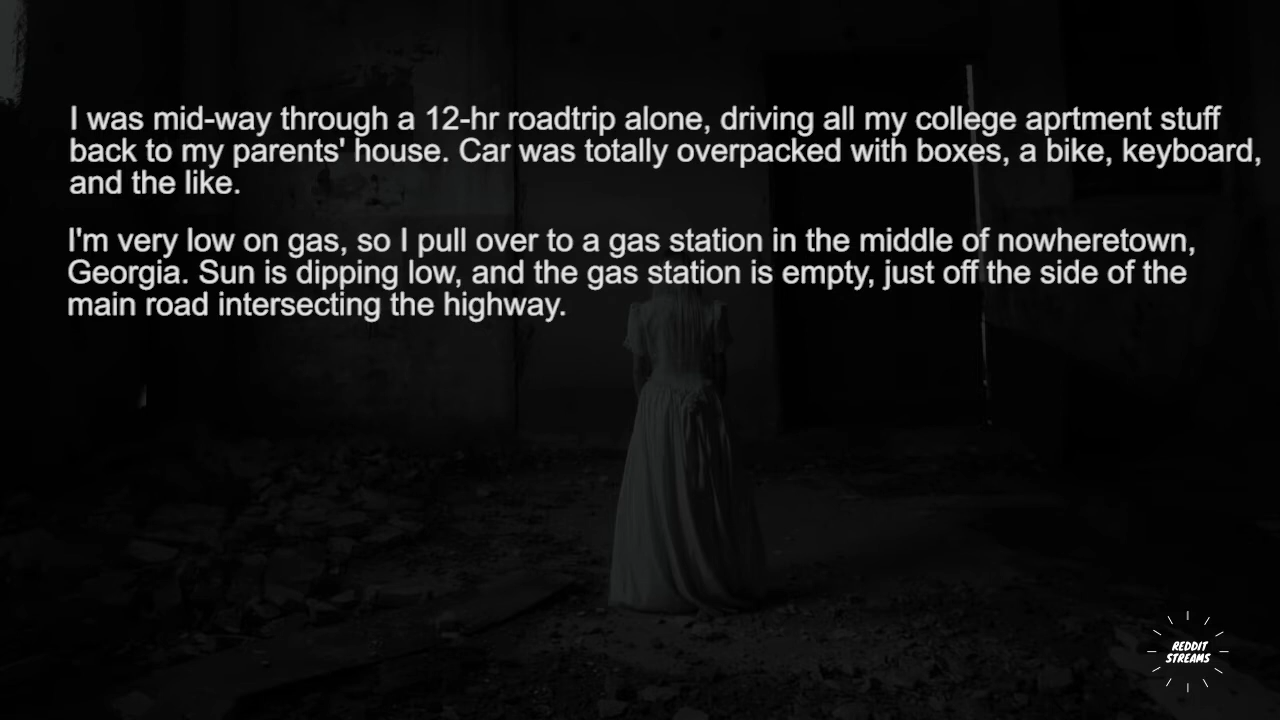 I was mid-way through a 12-hr roadtrip alone, driving all my college aprtment stuff
back to my parents' house. Car was totally overpacked with boxes, a bike, keyboard,
and the like.
I'm very low on gas, so I pull over to a gas station in the middle of nowheretown,
Georgia. Sun is dipping low, and the gas station is empty, just off the side of the
main road intersecting the highway.
REDDIT
STREAMS